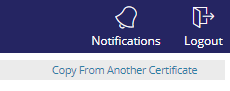 Notifications Logout
Copy From Another Certificate